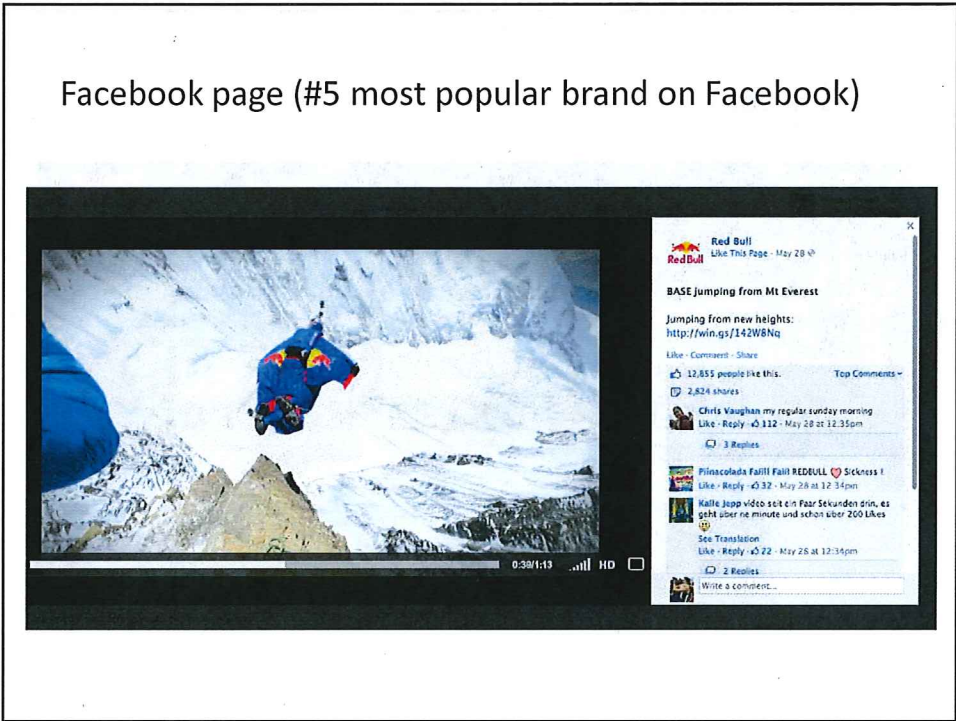 Facebook page (#5 most popular brand on Facebook)
0:39/1:13 HD
Red Bull
Red Bull
Like This Page · May 28
BASE jumping from Mt Everest
Jumping from new heights:
http://win.gs/142W8Nq
Like · Comment · Share
12,855 people like this.
Top Comments
2,824 shares
Chris Vaughan my regular sunday morning
Like · Reply · 112 · May 28 at 12:35pm
3 Replies
REDBULL Sickness !
Like · Reply · 32 · May 28 at 12:34pm
Kalle Jepp video seit ein Paar Sekunden drin, es
geht über ne minute und schon über 200 Likes
See Translation
Like · Reply · 22 · May 28 at 12:34pm
2 Replies
Write a comment...